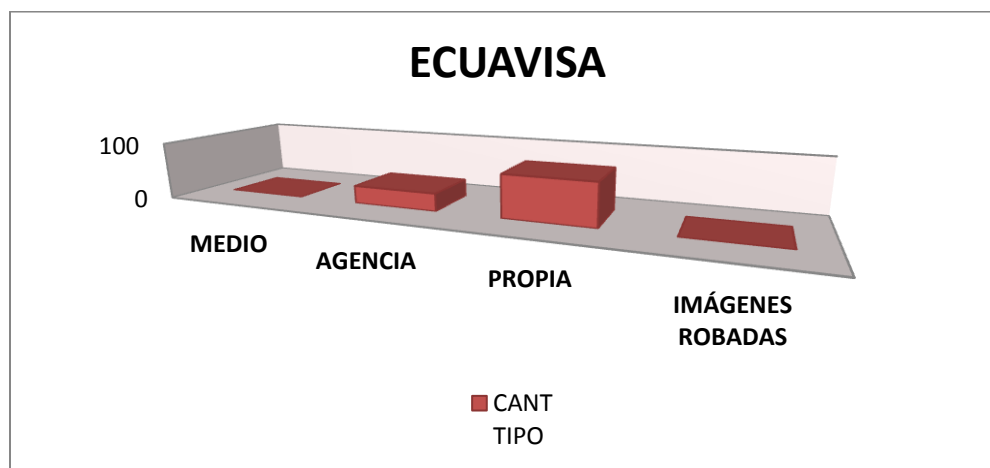 ECUAVISA
100
0
MEDIO
AGENCIA
PROPIA
IMÁGENES
ROBADAS
CANT
TIPO